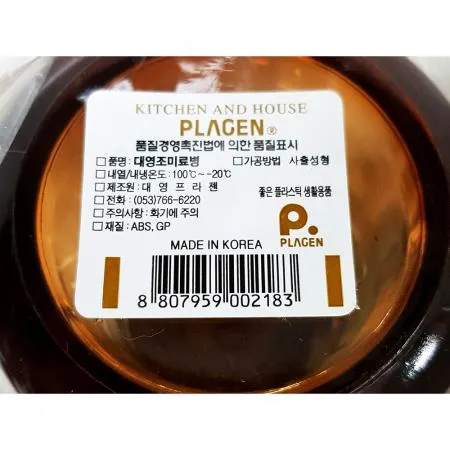 KITCHEN AND HOUSE
PLAGEN®
품질경영촉진법에 의한 품질표시
□품명: 대영조미료병 □가공방법 사출성형
□내열/내냉온도: 100℃~-20℃
□제조원: 대 영 프 라 젠
□전화 : (053)766-6220
□주의사항: 화기에 주의
□재질: ABS, GP
좋은 플라스틱 생활용품
P.
PLAGEN
MADE IN KOREA
8 807959 002183